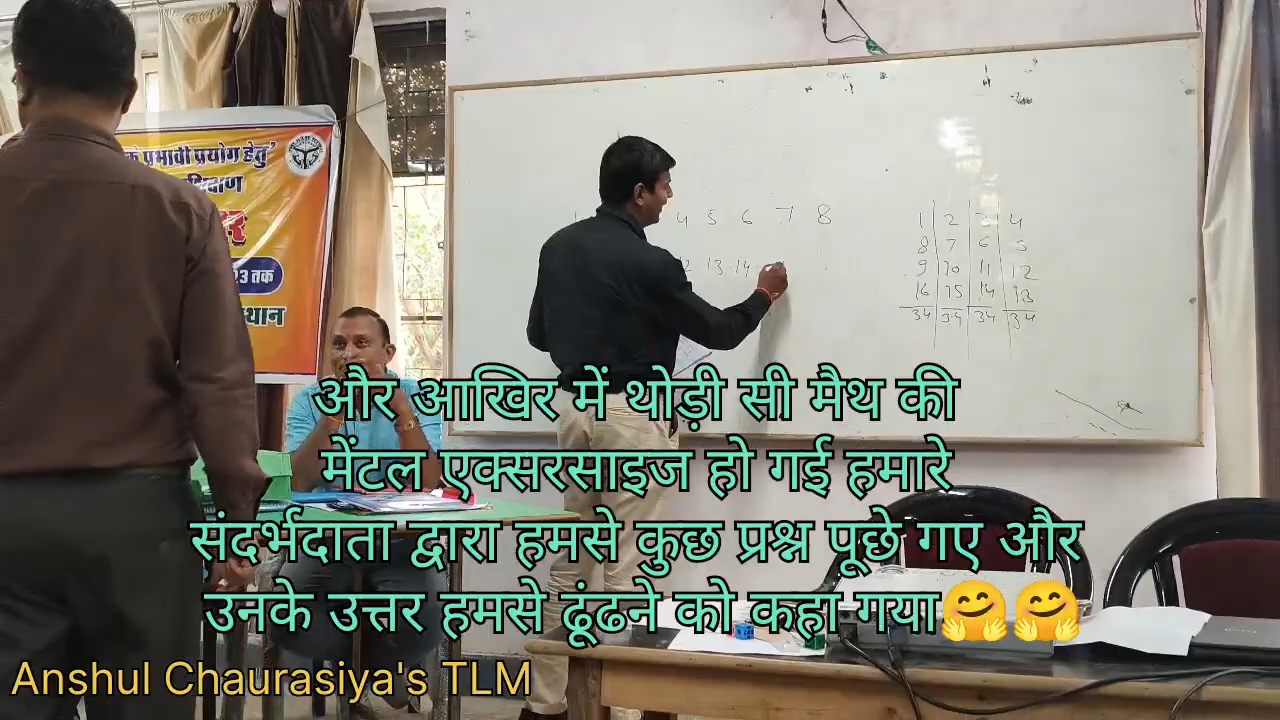 क प्रभावी प्रयोग हेतु'
23 तक
स्थान
4 5 6 7 8
12 13 14
1 2 3 4
8 7 6 5
9 10 11 12
16 15 14 13
34 34 34 34
और आखिर में थोड़ी सी मैथ की
मेंटल एक्सरसाइज हो गई हमारे
संदर्भदाता द्वारा हमसे कुछ प्रश्न पूछे गए और
उनके उत्तर हमसे ढूंढने को कहा गया🤗🤗
Anshul Chaurasiya's TLM